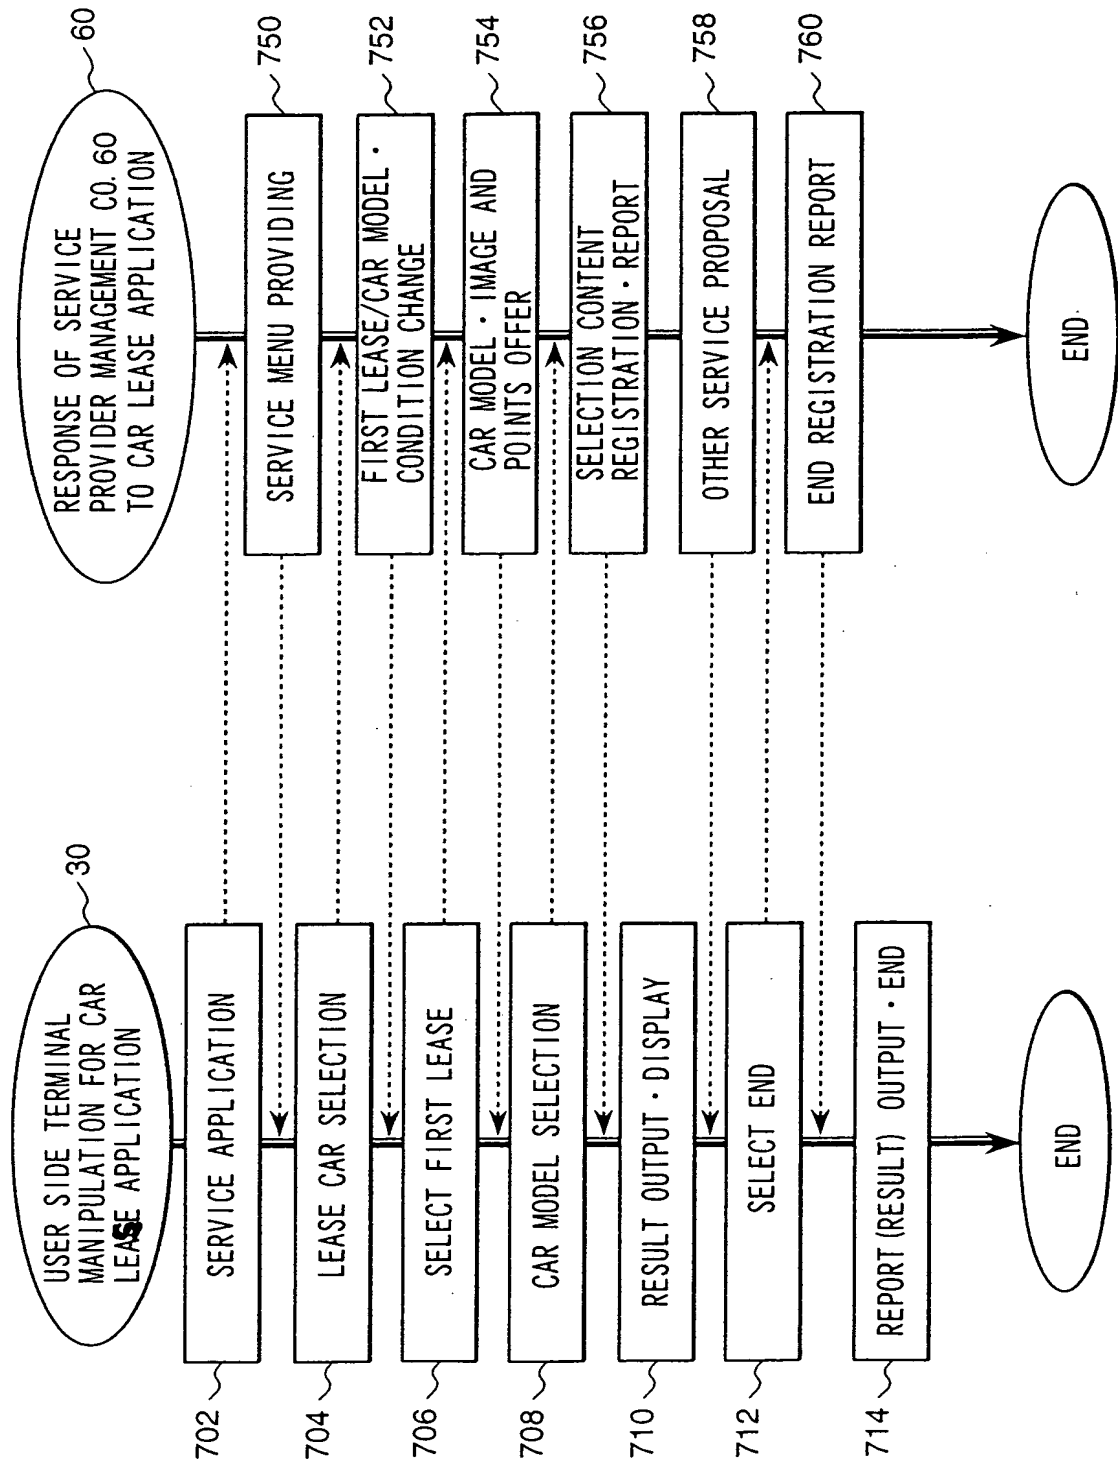 USER SIDE TERMINAL
MANIPULATION FOR CAR
LEASE APPLICATION
30
702
SERVICE APPLICATION
704
LEASE CAR SELECTION
706
SELECT FIRST LEASE
708
CAR MODEL SELECTION
710
RESULT OUTPUT・DISPLAY
712
SELECT END
714
REPORT (RESULT) OUTPUT・END
END
RESPONSE OF SERVICE
PROVIDER MANAGEMENT CO. 60
TO CAR LEASE APPLICATION
60
SERVICE MENU PROVIDING
750
FIRST LEASE/CAR MODEL・
CONDITION CHANGE
752
CAR MODEL・IMAGE AND
POINTS OFFER
754
SELECTION CONTENT
REGISTRATION・REPORT
756
OTHER SERVICE PROPOSAL
758
END REGISTRATION REPORT
760
END